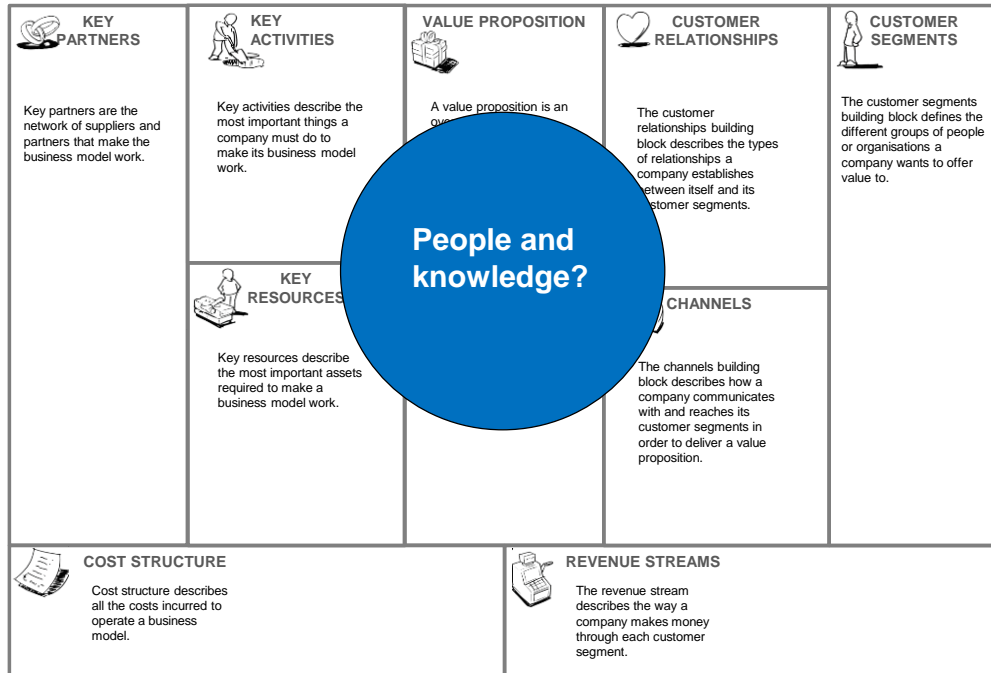 KEY
PARTNERS
Key partners are the
network of suppliers and
partners that make the
business model work.
KEY
ACTIVITIES
Key activities describe the
most important things a
company must do to
make its business model
work.
KEY
RESOURCES
Key resources describe
the most important assets
required to make a
business model work.
VALUE PROPOSITION
A value proposition is an
People and
knowledge?
CUSTOMER
RELATIONSHIPS
The customer
relationships building
block describes the types
of relationships a
company establishes
between itself and its
customer segments.
CHANNELS
The channels building
block describes how a
company communicates
with and reaches its
customer segments in
order to deliver a value
proposition.
CUSTOMER
SEGMENTS
The customer segments
building block defines the
different groups of people
or organisations a
company wants to offer
value to.
COST STRUCTURE
Cost structure describes
all the costs incurred to
operate a business
model.
REVENUE STREAMS
The revenue stream
describes the way a
company makes money
through each customer
segment.